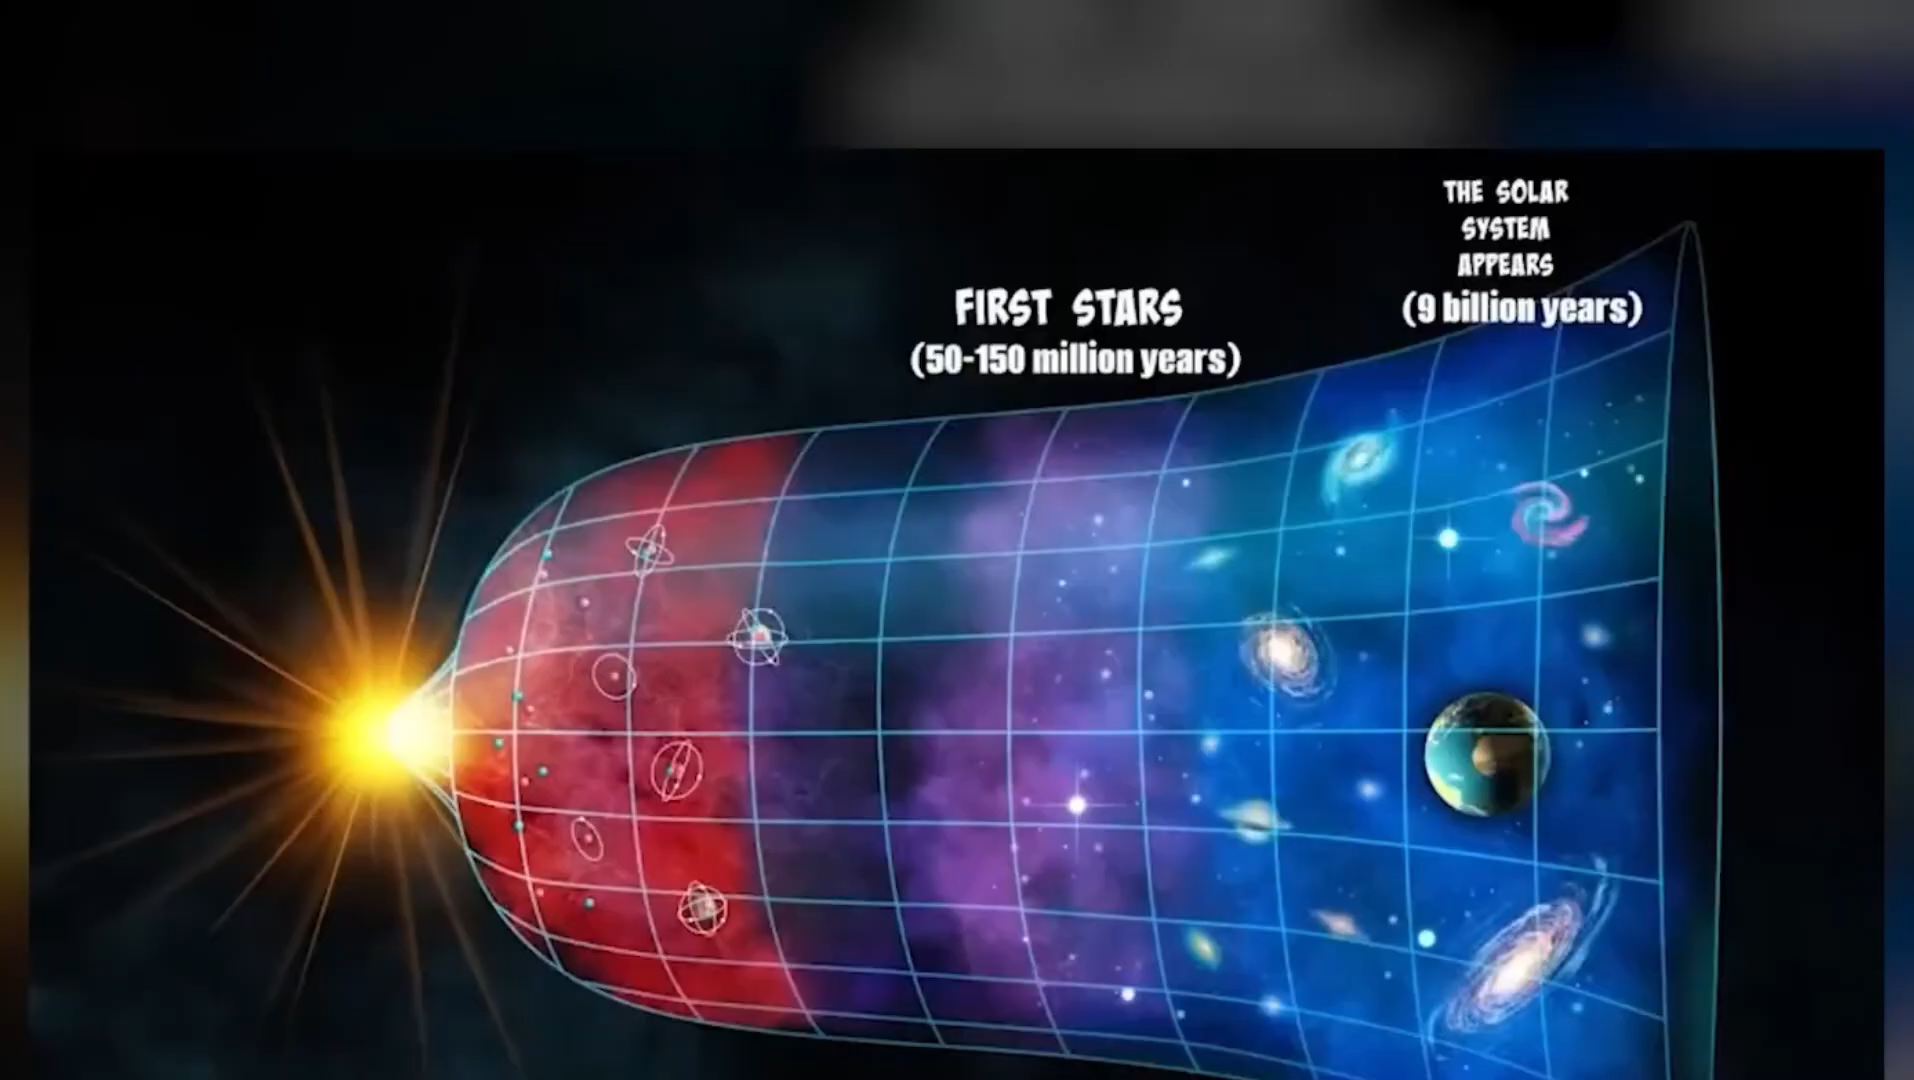 THE SOLAR
SYSTEM
APPEARS
(9 billion years)
FIRST STARS
(50-150 million years)